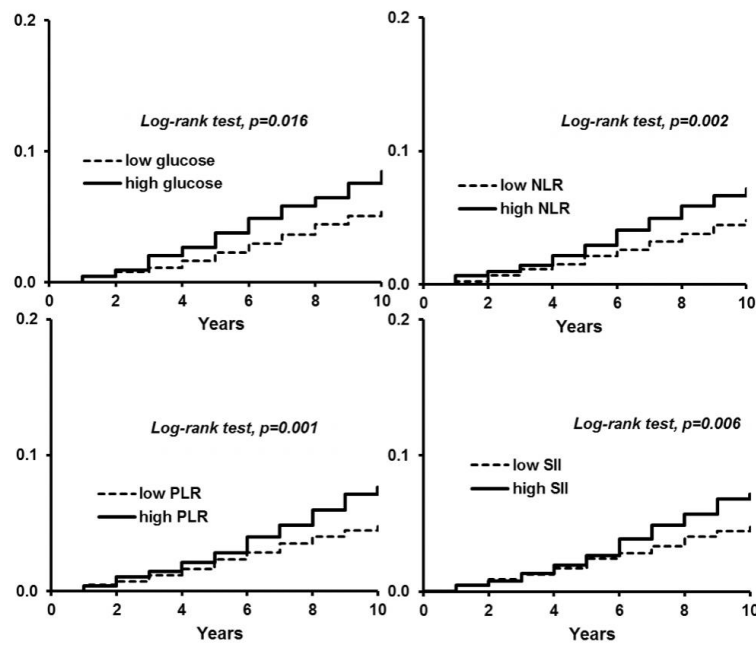 0.2
Log-rank test, p=0.016
0.1
low glucose
high glucose
0.0
0 2 4 6 8 10
Years
0.2
Log-rank test, p=0.002
0.1
low NLR
high NLR
0.0
0 2 4 6 8 10
Years
0.2
Log-rank test, p=0.001
0.1
low PLR
high PLR
0.0
0 2 4 6 8 10
Years
0.2
Log-rank test, p=0.006
0.1
low SII
high SII
0.0
0 2 4 6 8 10
Years